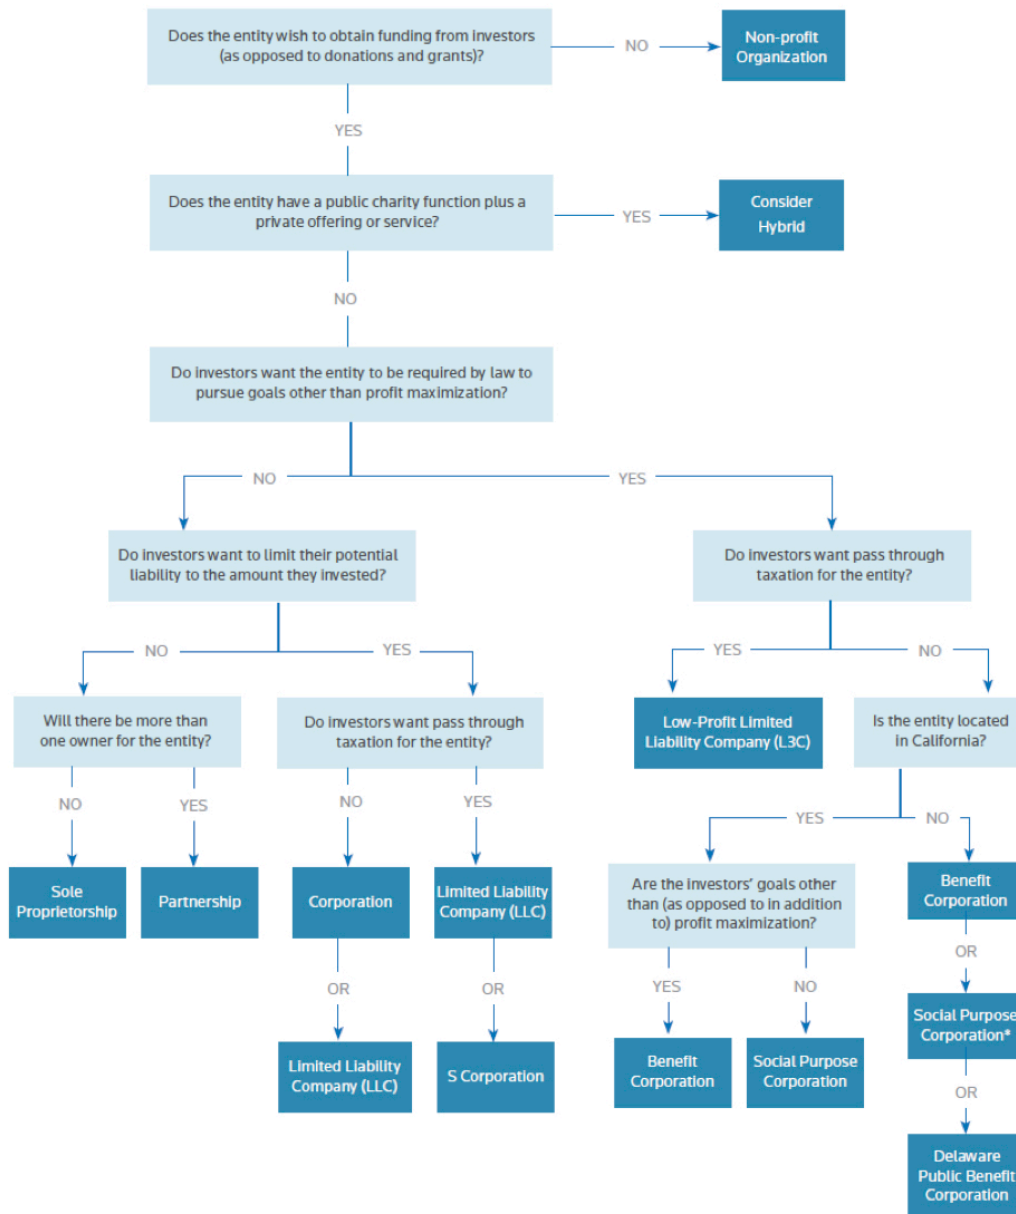 Does the entity wish to obtain funding from investors
(as opposed to donations and grants)?
NO
Non-profit
Organization
YES
Does the entity have a public charity function plus a
private offering or service?
YES
Consider
Hybrid
NO
Do investors want the entity to be required by law to
pursue goals other than profit maximization?
NO
YES
Do investors want to limit their potential
liability to the amount they invested?
Do investors want pass through
taxation for the entity?
NO
YES
YES
NO
Will there be more than
one owner for the entity?
Do investors want pass through
taxation for the entity?
Low-Profit Limited
Liability Company (L3C)
Is the entity located
in California?
NO
YES
NO
YES
YES
NO
Sole
Proprietorship
Partnership
Corporation
Limited Liability
Company (LLC)
Are the investors' goals other
than (as opposed to in addition
to) profit maximization?
Benefit
Corporation
OR
OR
YES
NO
OR
Limited Liability
Company (LLC)
S Corporation
Benefit
Corporation
Social Purpose
Corporation
Social Purpose
Corporation*
OR
Delaware
Public Benefit
Corporation